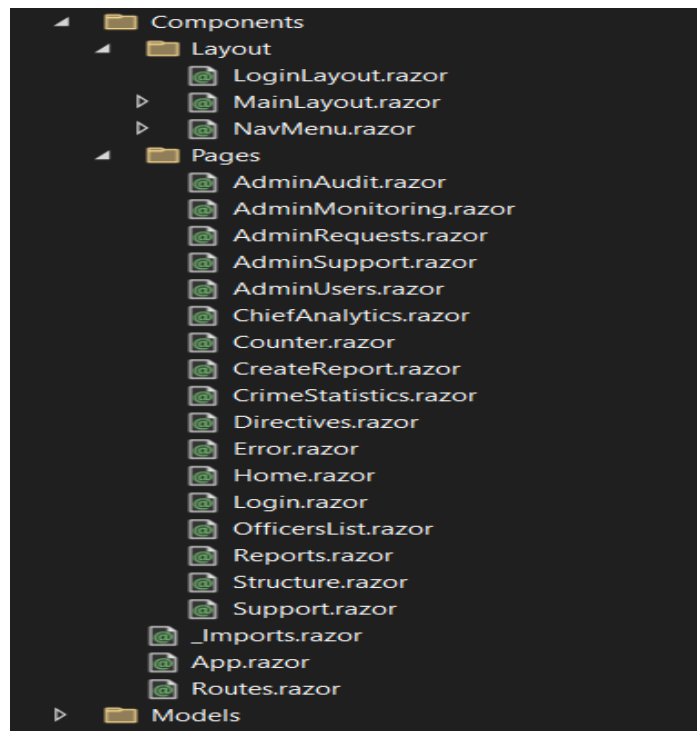 Components
Layout
LoginLayout.razor
MainLayout.razor
NavMenu.razor
Pages
AdminAudit.razor
AdminMonitoring.razor
AdminRequests.razor
AdminSupport.razor
AdminUsers.razor
ChiefAnalytics.razor
Counter.razor
CreateReport.razor
CrimeStatistics.razor
Directives.razor
Error.razor
Home.razor
Login.razor
OfficersList.razor
Reports.razor
Structure.razor
Support.razor
_Imports.razor
App.razor
Routes.razor
Models